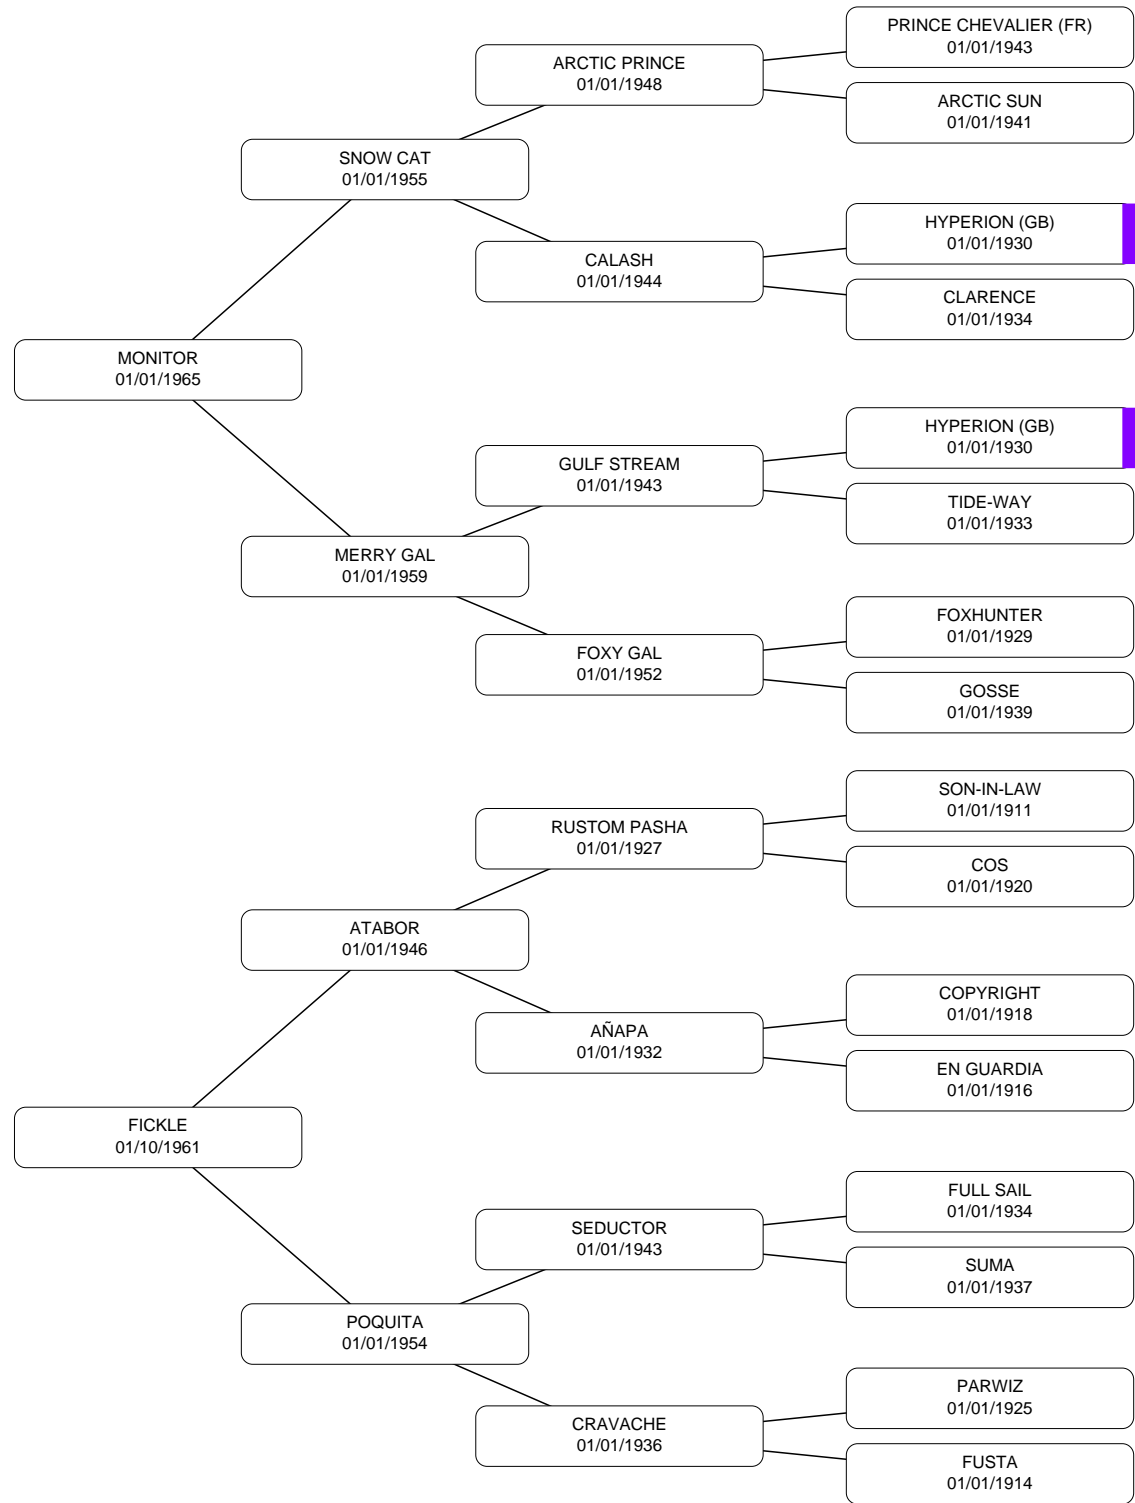 PRINCE CHEVALIER (FR)
01/01/1943
ARCTIC PRINCE
01/01/1948
ARCTIC SUN
01/01/1941
SNOW CAT
01/01/1955
HYPERION (GB)
01/01/1930
CALASH
01/01/1944
CLARENCE
01/01/1934
MONITOR
01/01/1965
HYPERION (GB)
01/01/1930
GULF STREAM
01/01/1943
TIDE-WAY
01/01/1933
MERRY GAL
01/01/1959
FOXHUNTER
01/01/1929
FOXY GAL
01/01/1952
GOSSE
01/01/1939
SON-IN-LAW
01/01/1911
RUSTOM PASHA
01/01/1927
COS
01/01/1920
ATABOR
01/01/1946
COPYRIGHT
01/01/1918
AÑAPA
01/01/1932
EN GUARDIA
01/01/1916
FICKLE
01/10/1961
FULL SAIL
01/01/1934
SEDUCTOR
01/01/1943
SUMA
01/01/1937
POQUITA
01/01/1954
PARWIZ
01/01/1925
CRAVACHE
01/01/1936
FUSTA
01/01/1914